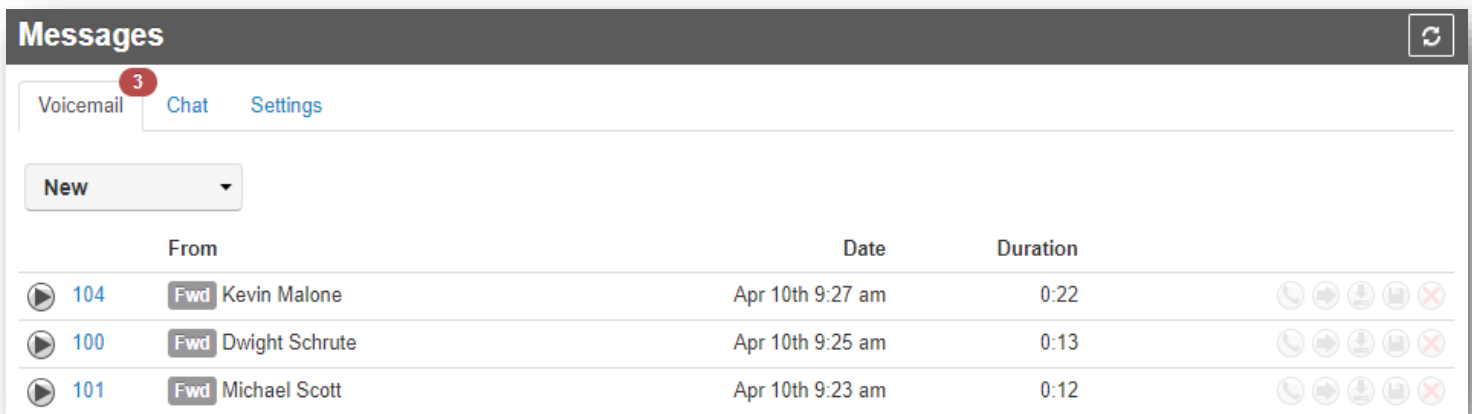 Messages
3
Voicemail Chat Settings
New
From Date Duration
104 Fwd Kevin Malone Apr 10th 9:27 am 0:22
100 Fwd Dwight Schrute Apr 10th 9:25 am 0:13
101 Fwd Michael Scott Apr 10th 9:23 am 0:12